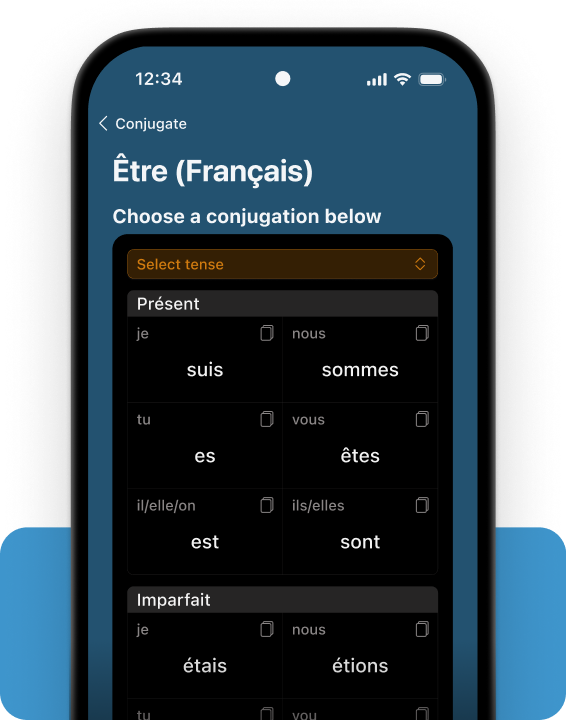 12:34
Conjugate
Être (Français)
Choose a conjugation below
Select tense
Présent
je
nous
suis
sommes
tu
vous
es
êtes
il/elle/on
ils/elles
est
sont
Imparfait
je
nous
étais
étions
tu
vou